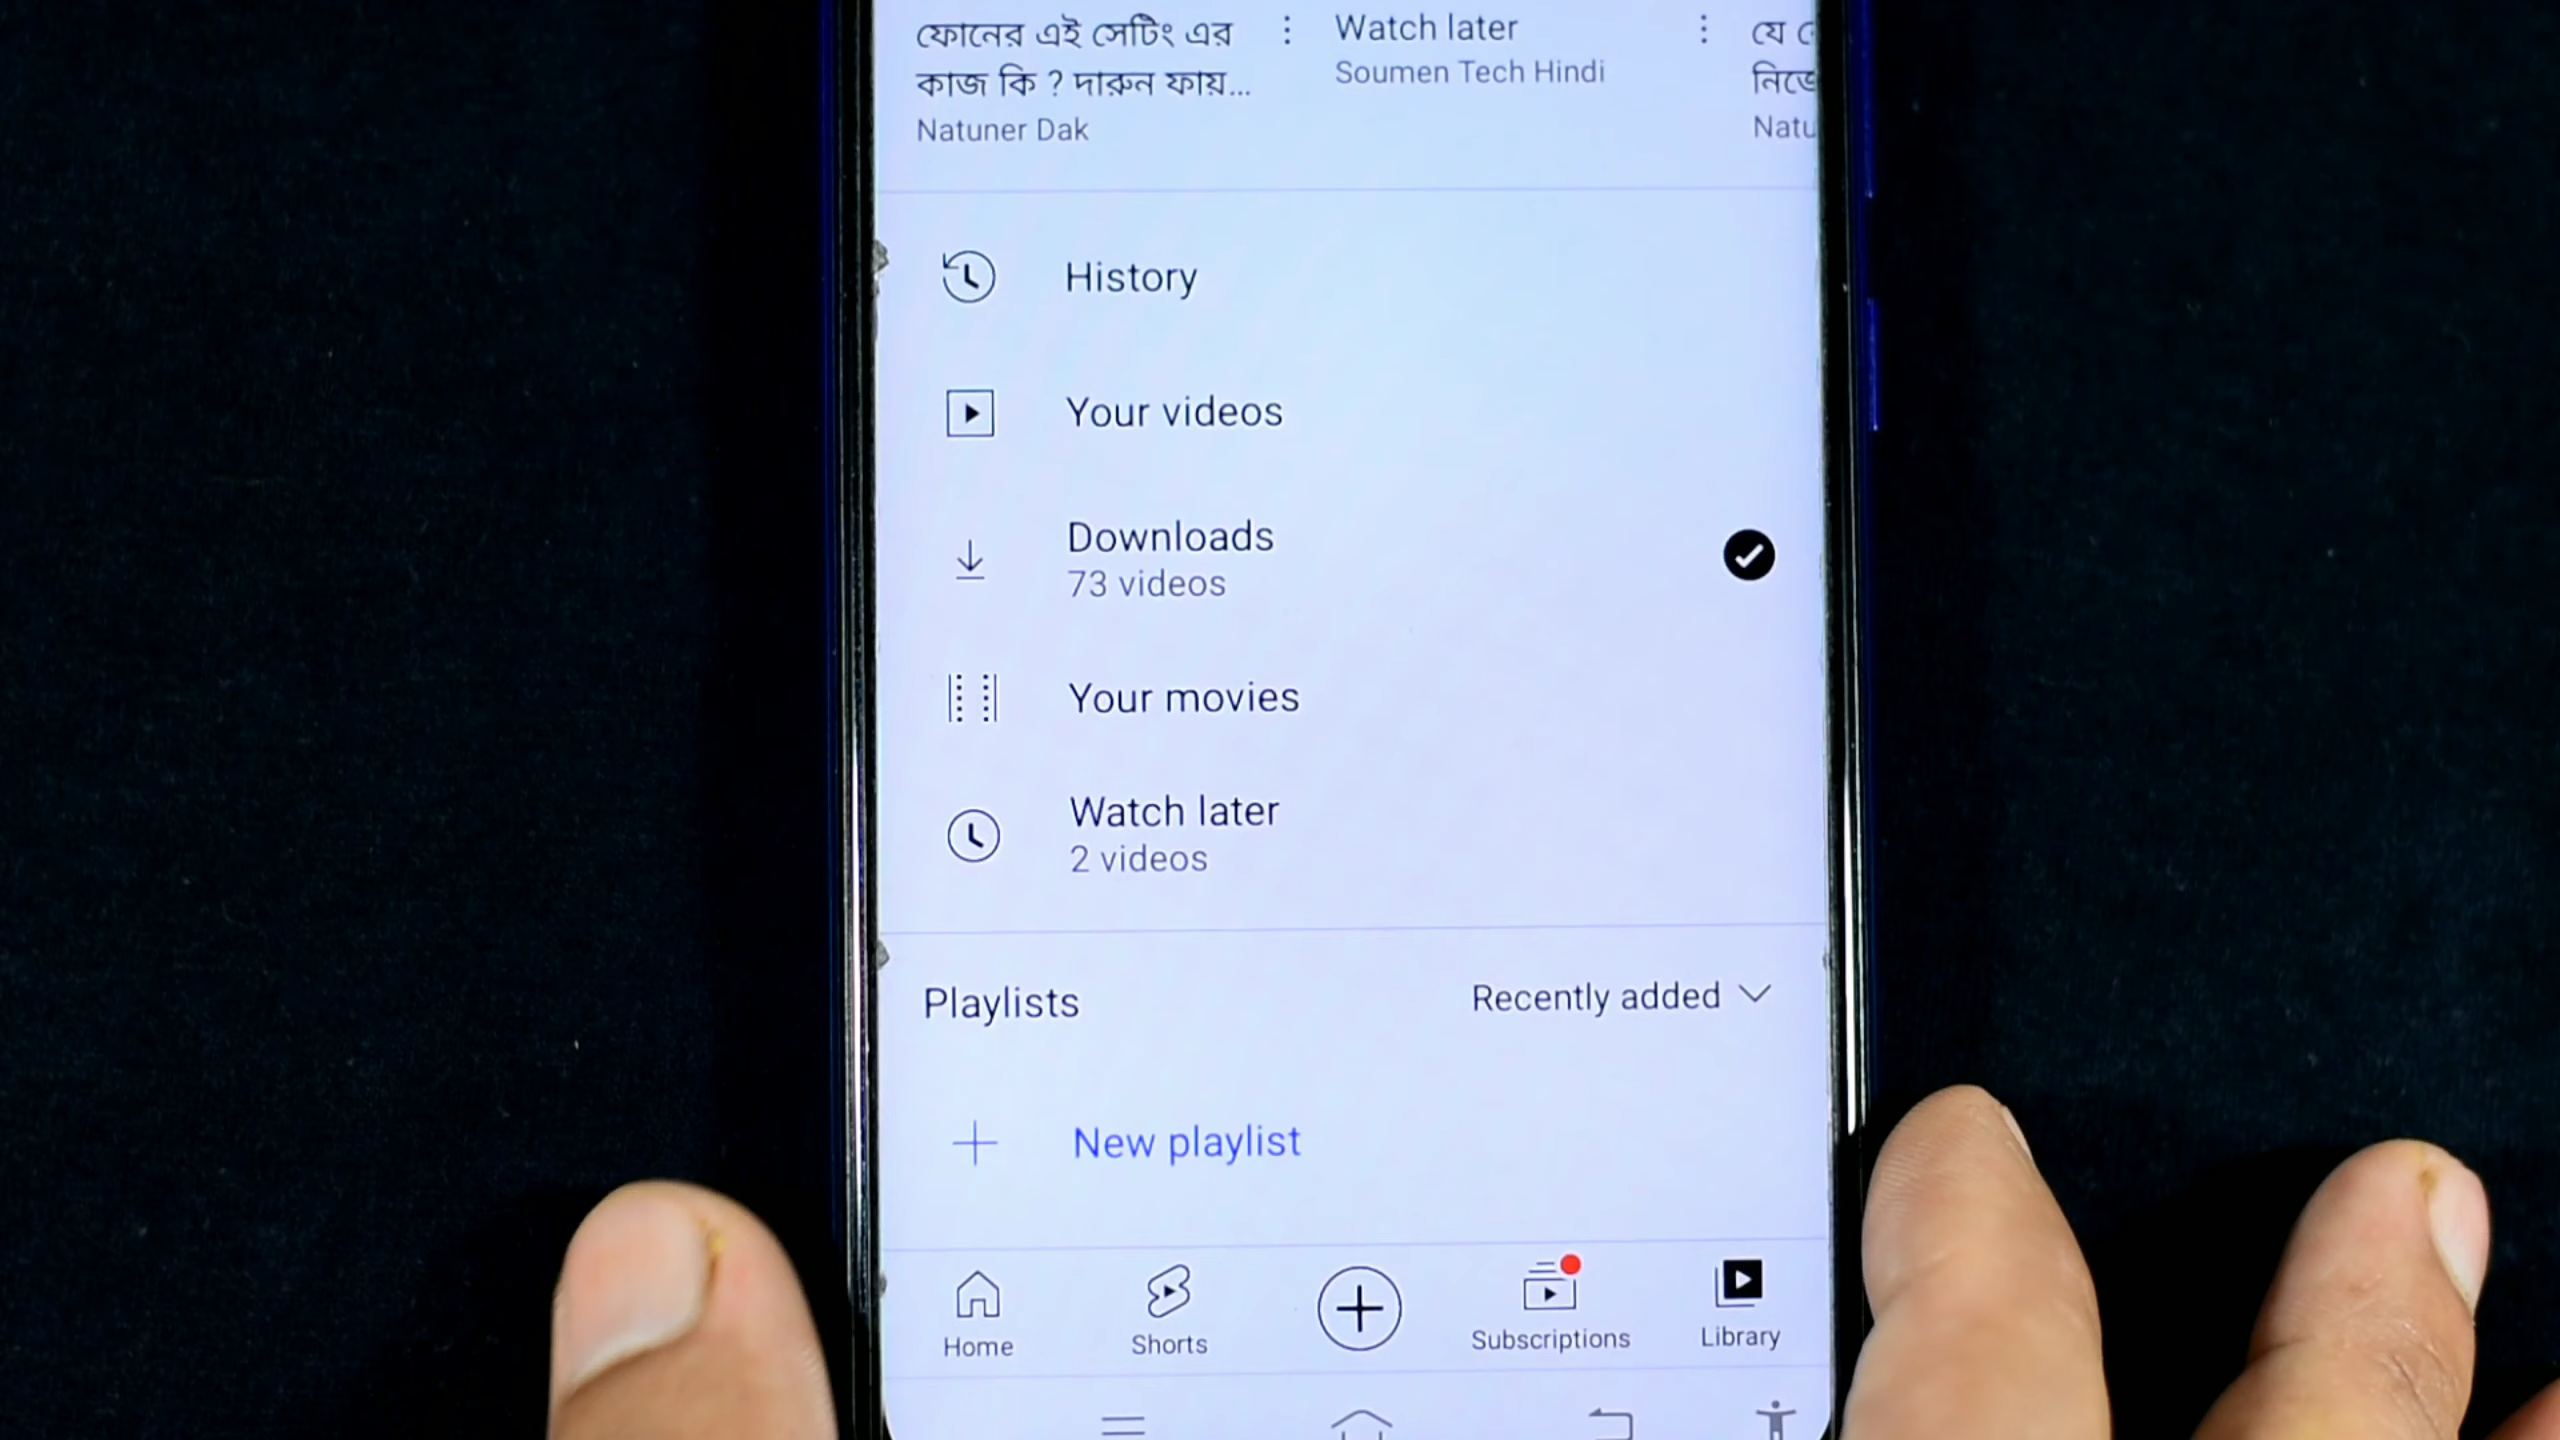 ফোনের এই সেটিং এর
কাজ কি ? দারুন ফায়...
Natuner Dak
Watch later
Soumen Tech Hindi
যে
Natu
History
Your videos
Downloads
73 videos
Your movies
Watch later
2 videos
Playlists
Recently added
New playlist
Home
Shorts
Subscriptions
Library